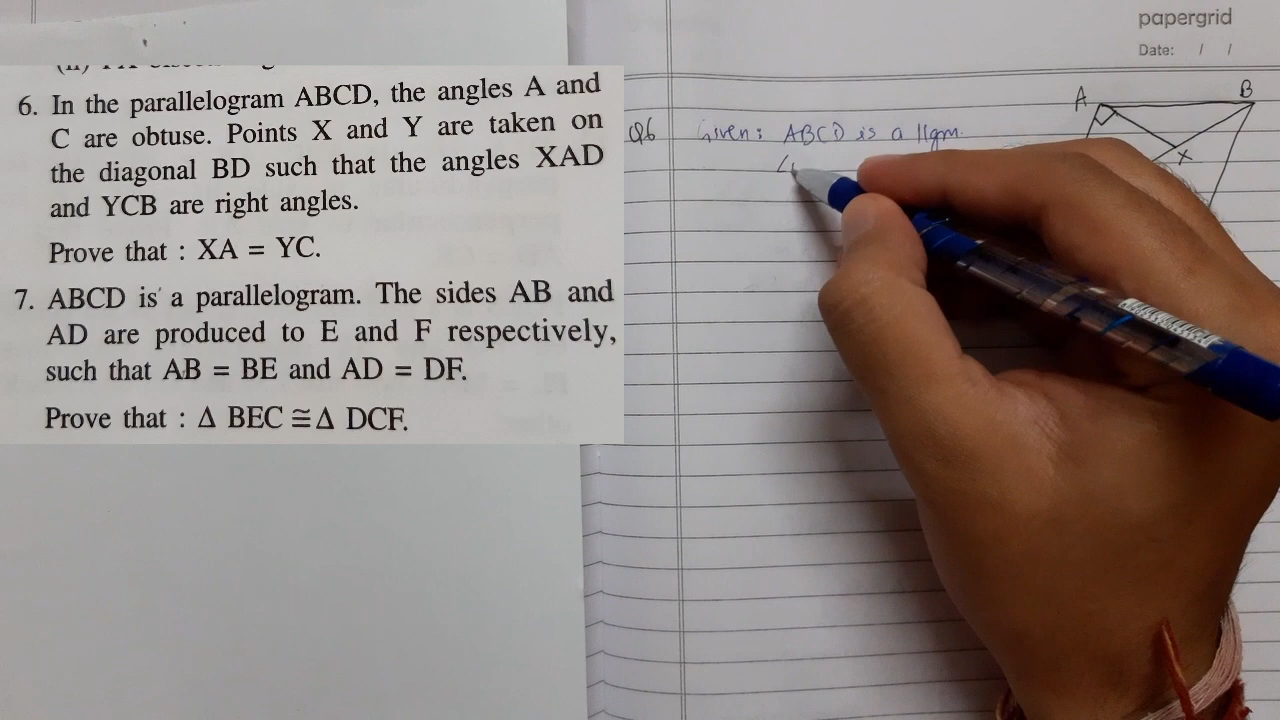 6. In the parallelogram ABCD, the angles A and
C are obtuse. Points X and Y are taken on
the diagonal BD such that the angles XAD
and YCB are right angles.
Prove that : XA = YC.
7. ABCD is a parallelogram. The sides AB and
AD are produced to E and F respectively,
such that AB = BE and AD = DF.
Prove that : Δ BEC ≅ Δ DCF.
papergrid
Date: / /
Q6 Given: ABCD is a llgm.
A
B
X